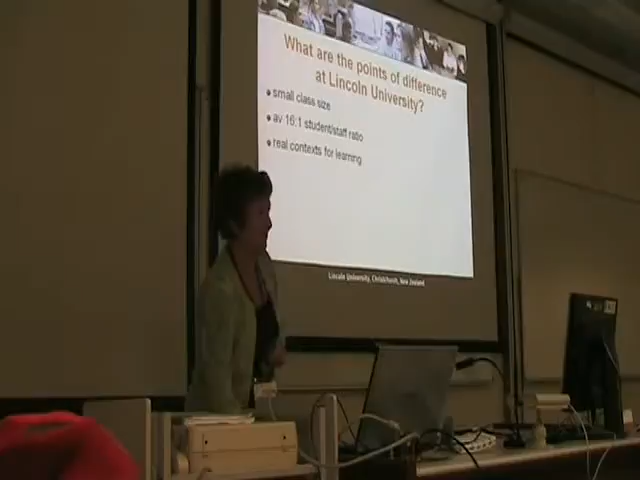 What are the points of difference
at Lincoln University?
• small class size
• av 16:1 student/staff ratio
• real contexts for learning
Lincoln University, Christchurch, New Zealand